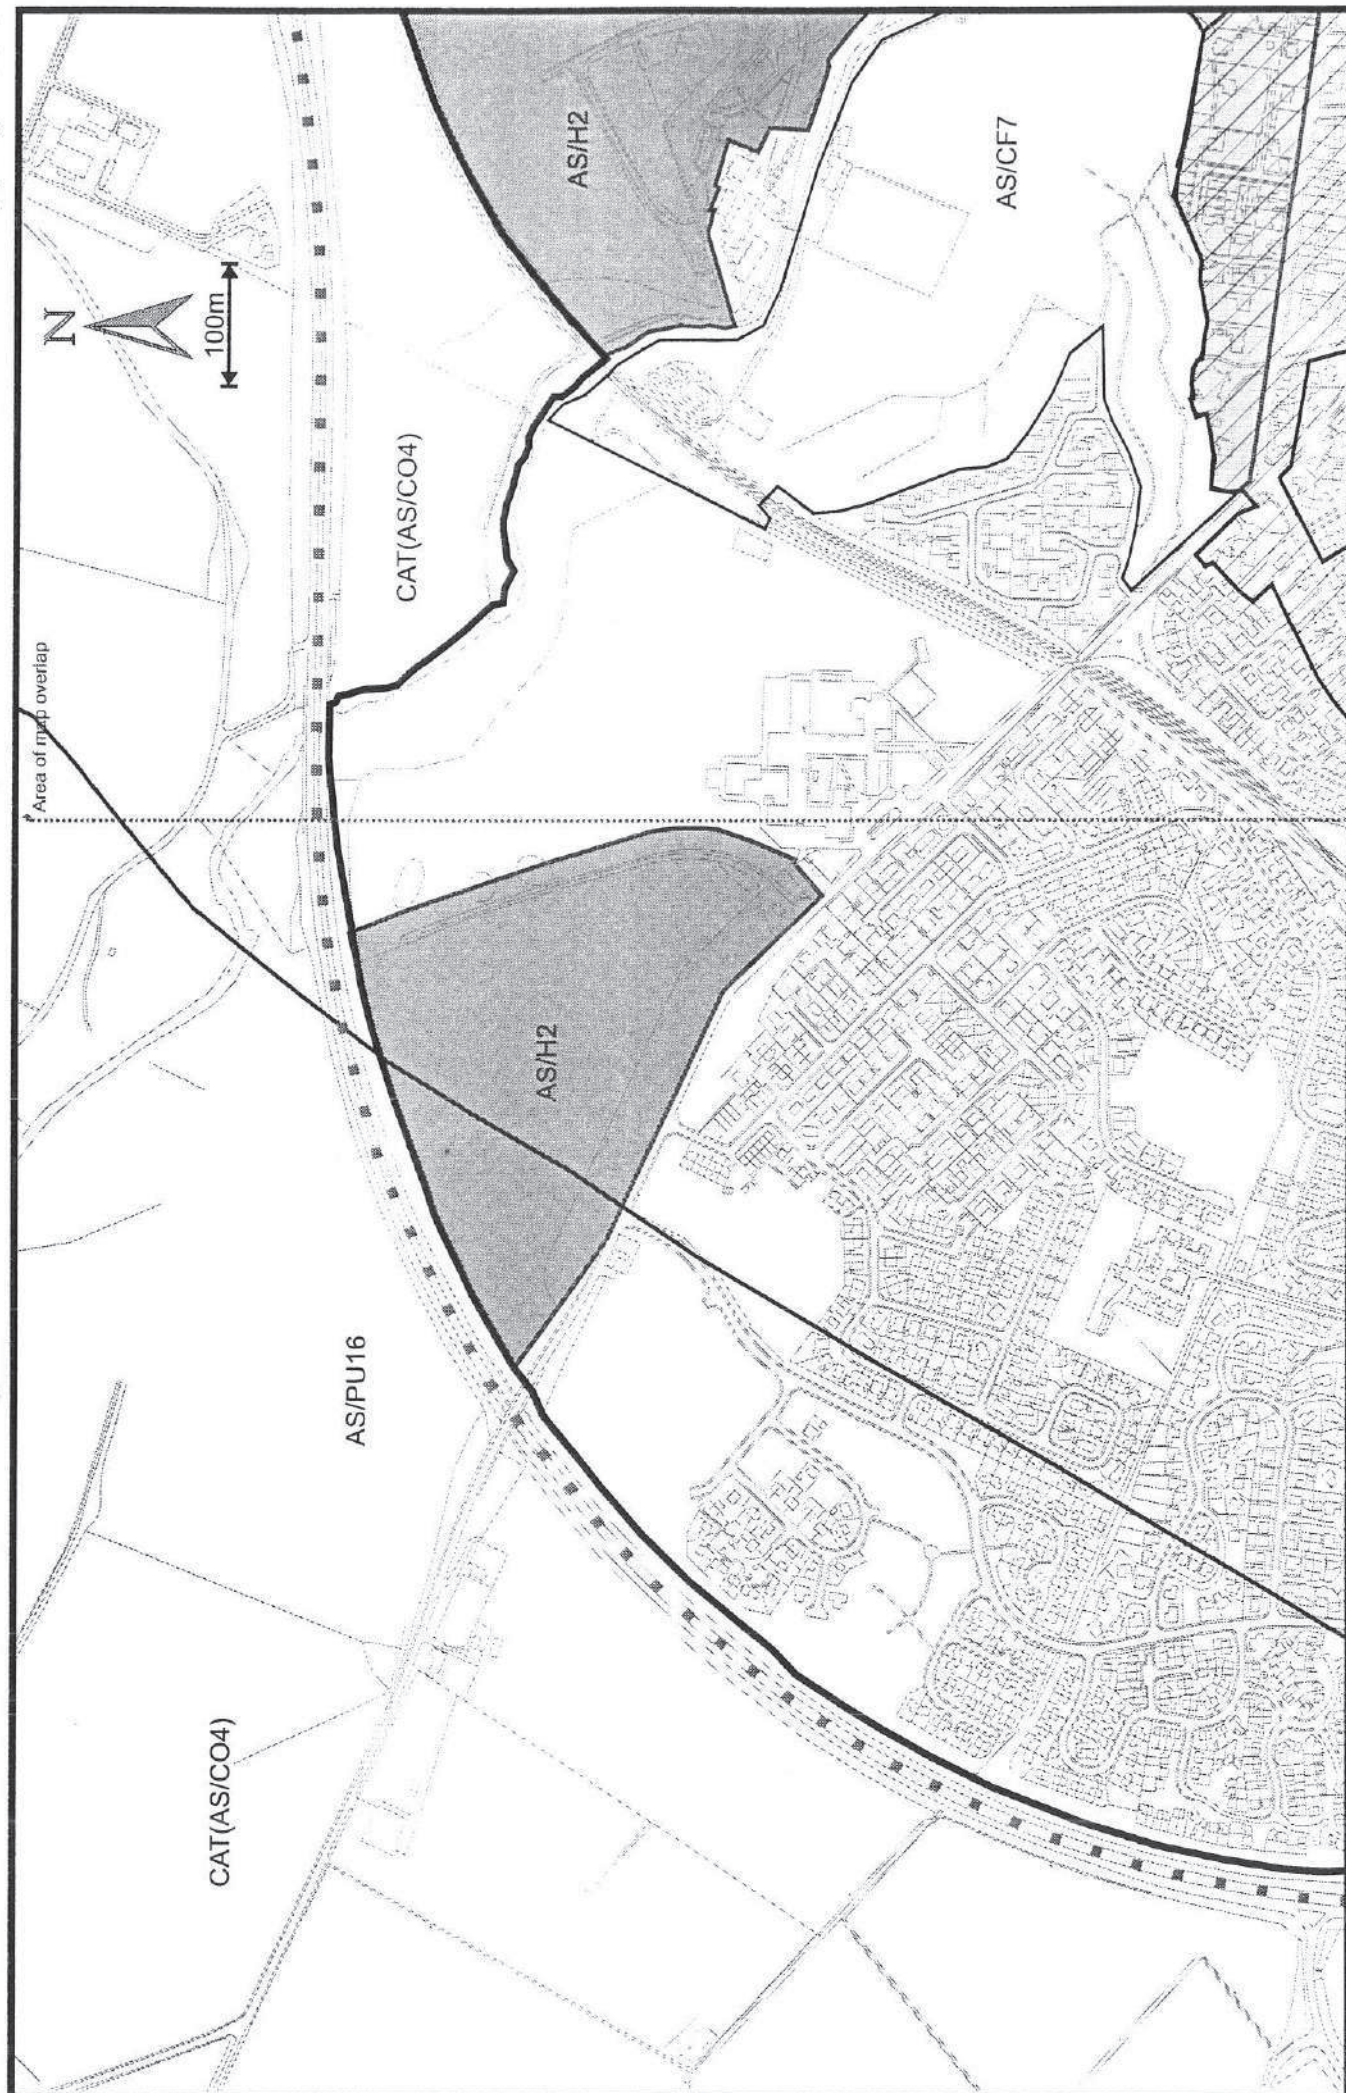 Area of map overlap
N
100m
CAT(AS/CO4)
AS/PU16
CAT(AS/CO4)
AS/H2
AS/H2
AS/CF7